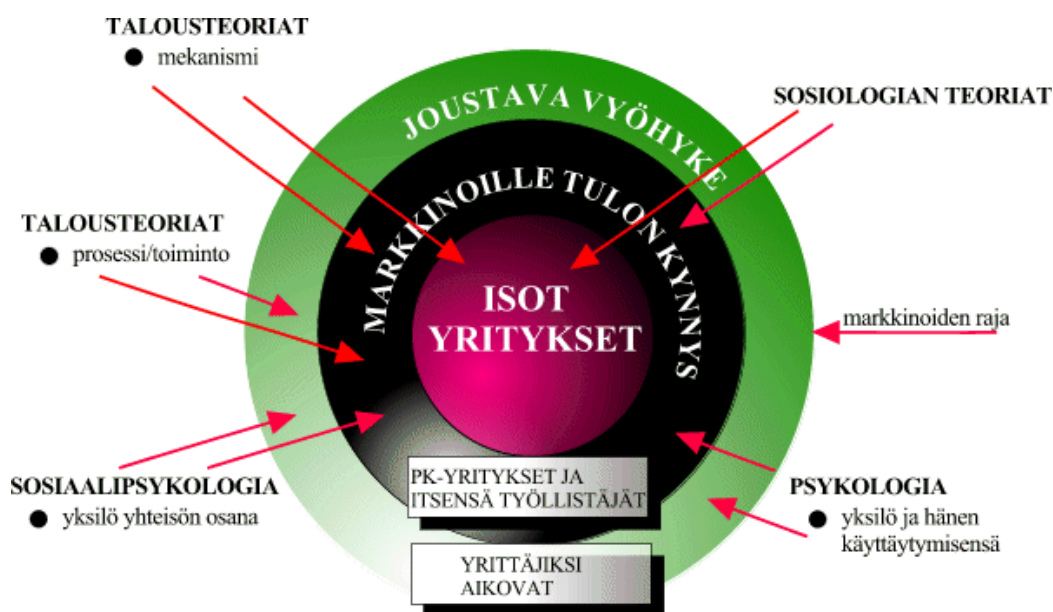 TALOUSTEORIAT
● mekanismi
SOSIOLOGIAN TEORIAT
JOUSTAVA VYÖHYKE
MARKKINOILLE TULON KYNNYS
TALOUSTEORIAT
● prosessi/toiminto
ISOT
YRITYKSET
markkinoiden raja
SOSIAALIPSYKOLOGIA
● yksilö yhteisön osana
PK-YRITYKSET JA
ITSENSÄ TYÖLLISTÄJÄT
PSYKOLOGIA
● yksilö ja hänen
käyttäytymisensä
YRITTÄJIKSI
AIKOVAT